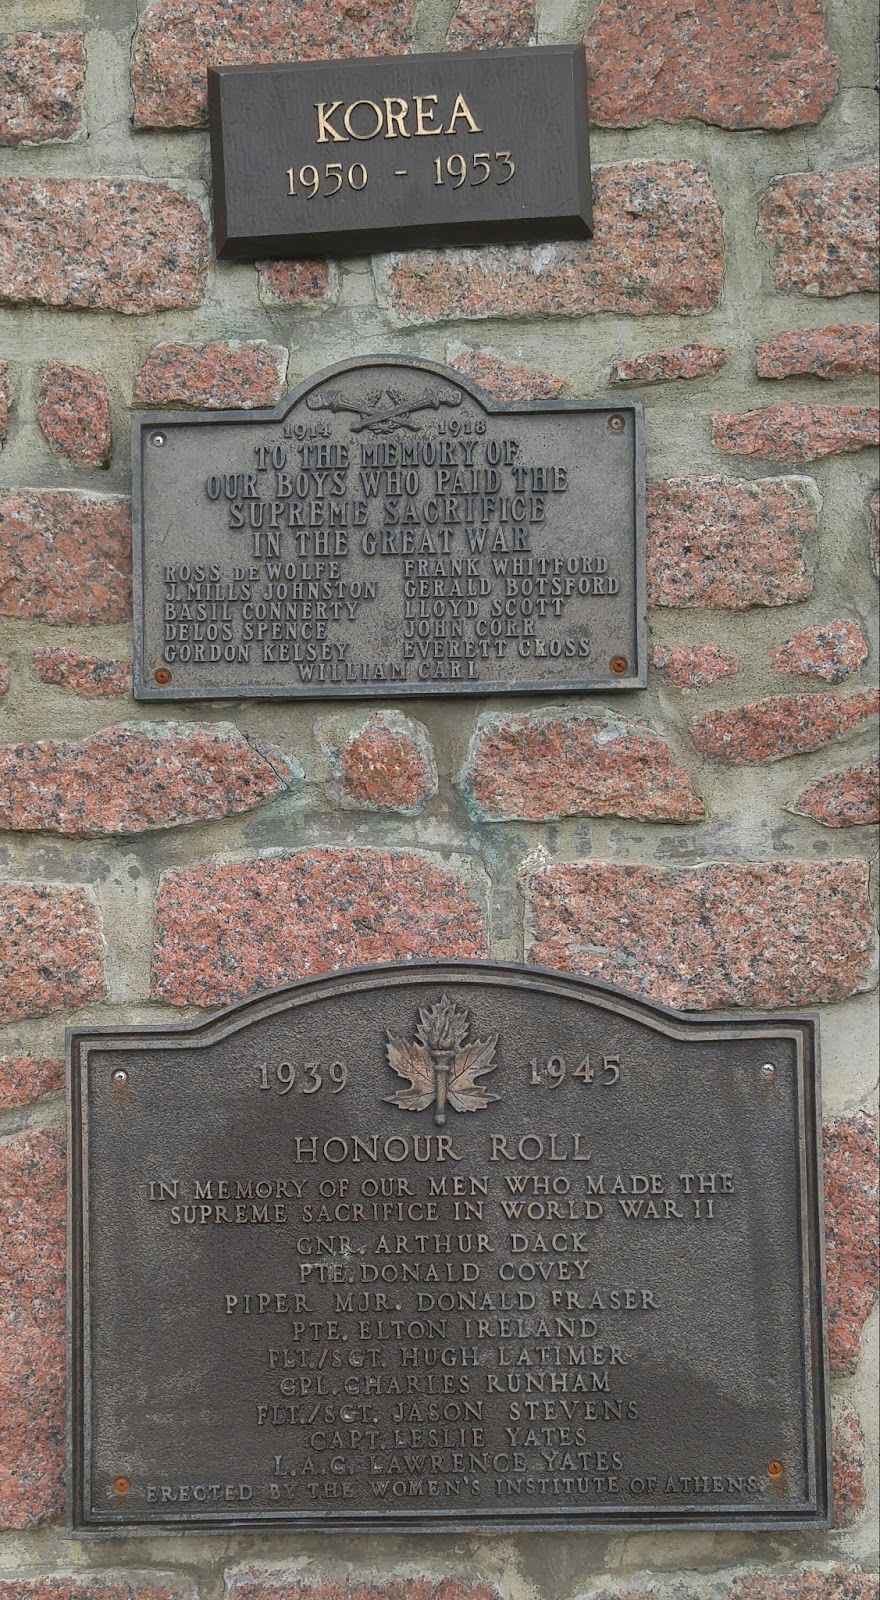 KOREA
1950 - 1953
1914 1918
TO THE MEMORY OF
OUR BOYS WHO PAID THE
SUPREME SACRIFICE
IN THE GREAT WAR
ROSS DE WOLFE FRANK WHITFORD
J. MILLS JOHNSTON GERALD BOTSFORD
BASIL CONNERTY LLOYD SCOTT
DELOS SPENCE JOHN CORR
GORDON KELSEY EVERETT CROSS
WILLIAM CARL
1939 1945
HONOUR ROLL
IN MEMORY OF OUR MEN WHO MADE THE
SUPREME SACRIFICE IN WORLD WAR II
GNR. ARTHUR DACK
PTE. DONALD COVEY
PIPER MJR. DONALD FRASER
PTE. ELTON IRELAND
FLT./SGT. HUGH LATIMER
CPL. CHARLES RUNHAM
FLT./SGT. JASON STEVENS
CAPT. LESLIE YATES
L.A.C. LAWRENCE YATES
ERECTED BY THE WOMEN'S INSTITUTE OF ATHENS